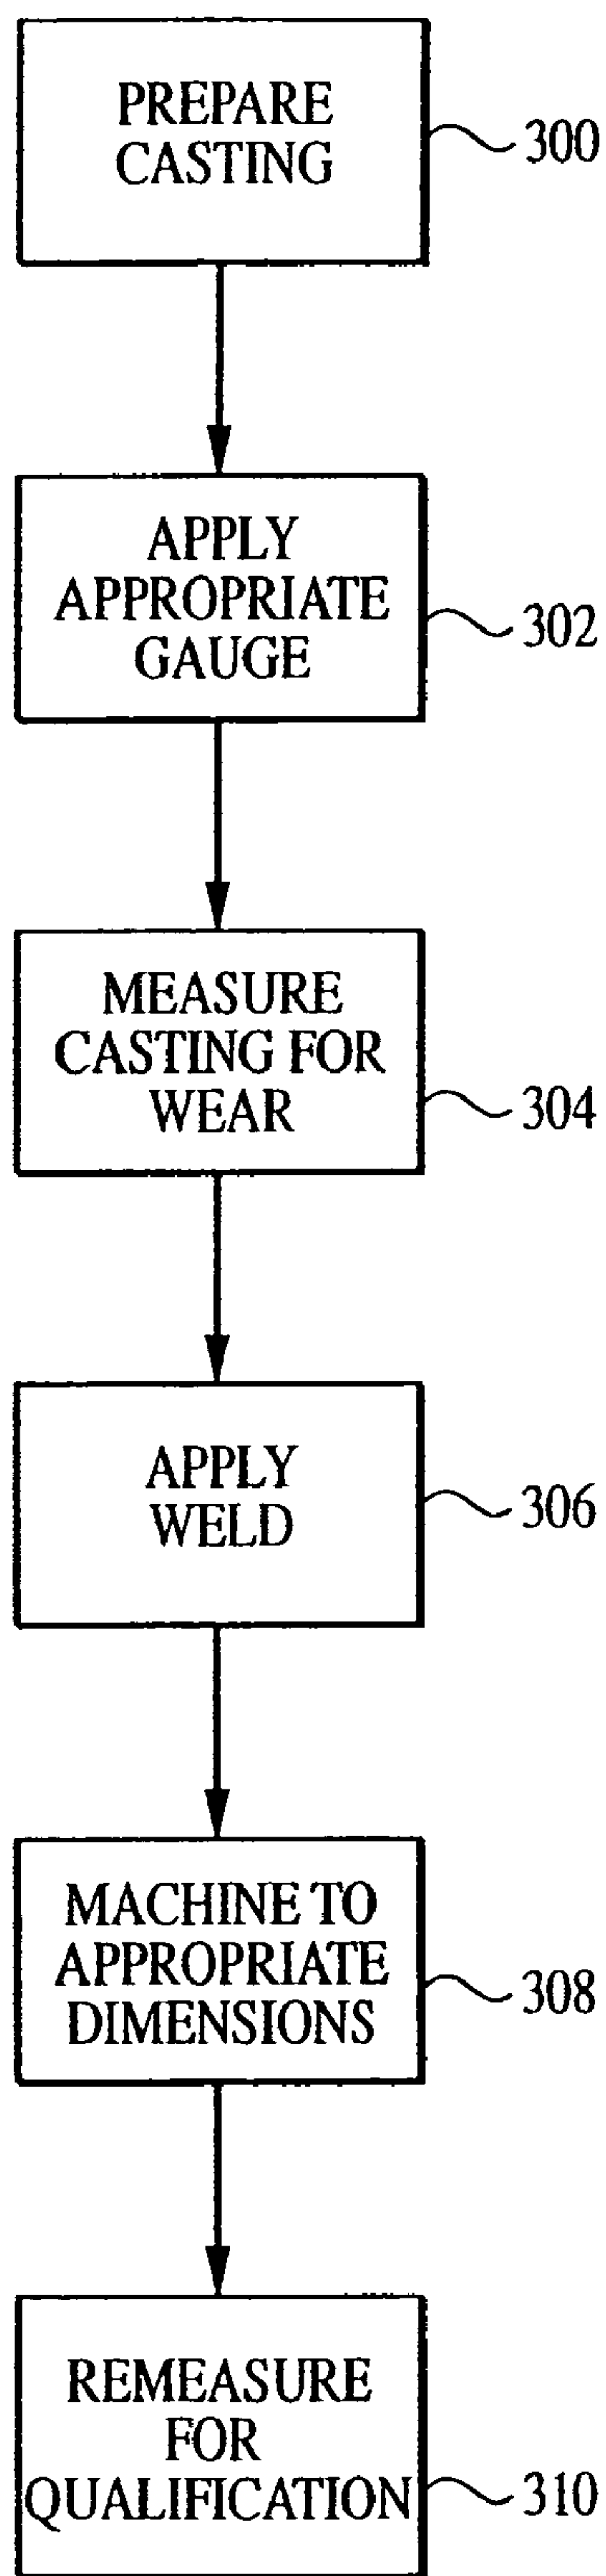 PREPARE
CASTING
300
APPLY
APPROPRIATE
GAUGE
302
MEASURE
CASTING FOR
WEAR
304
APPLY
WELD
306
MACHINE TO
APPROPRIATE
DIMENSIONS
308
REMEASURE
FOR
QUALIFICATION
310